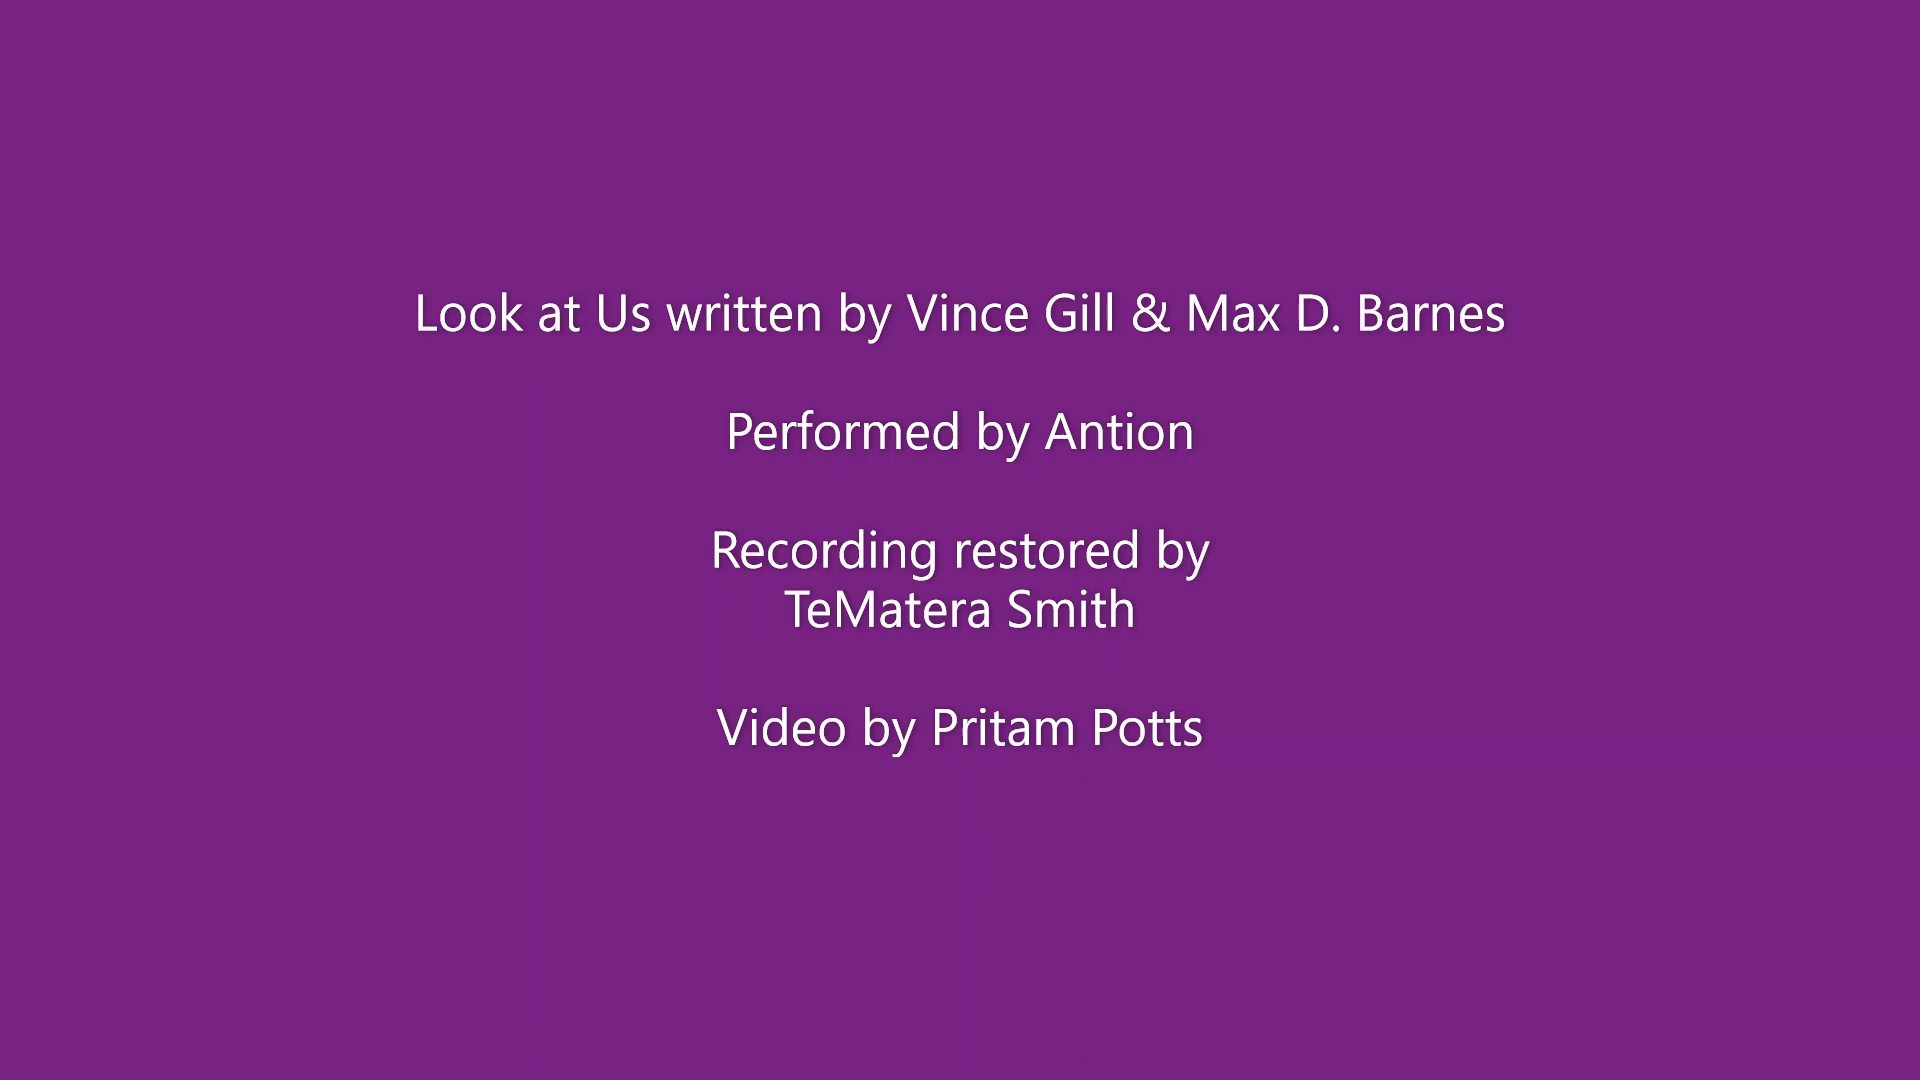 Look at Us written by Vince Gill & Max D. Barnes
Performed by Antion
Recording restored by
TeMatera Smith
Video by Pritam Potts